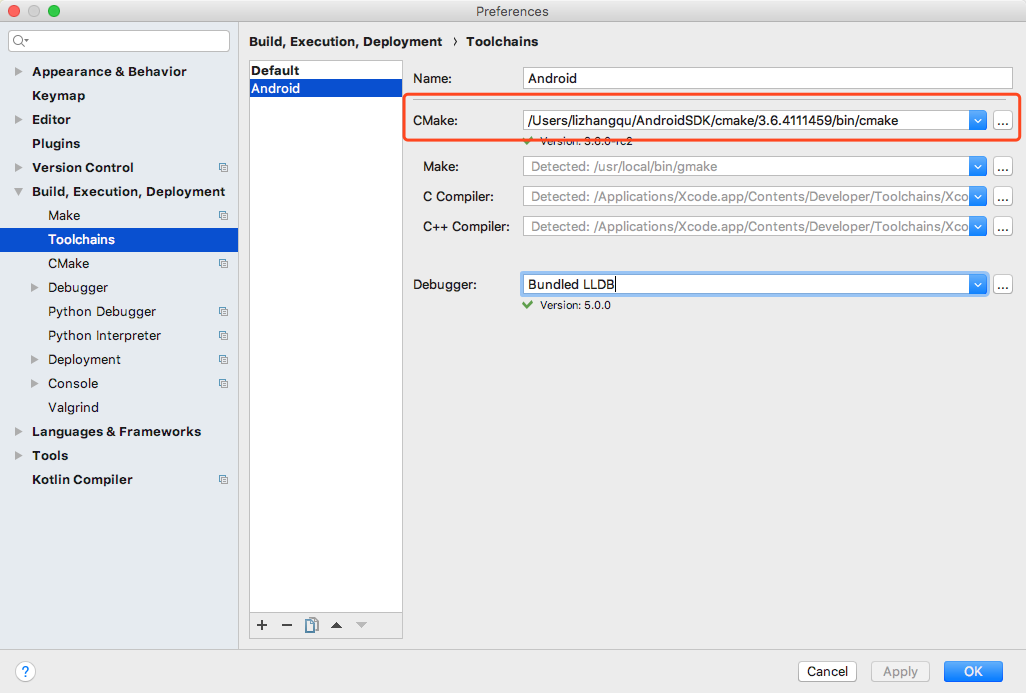 Preferences
Appearance & Behavior
Keymap
Editor
Plugins
Version Control
Build, Execution, Deployment
Make
Toolchains
CMake
Debugger
Python Debugger
Python Interpreter
Deployment
Console
Valgrind
Languages & Frameworks
Tools
Kotlin Compiler
Build, Execution, Deployment › Toolchains
Default
Android
Name: Android
CMake: /Users/lizhangqu/AndroidSDK/cmake/3.6.4111459/bin/cmake ...
Version: 3.6.0-rc2
Make: Detected: /usr/local/bin/gmake ...
C Compiler: Detected: /Applications/Xcode.app/Contents/Developer/Toolchains/Xco ...
C++ Compiler: Detected: /Applications/Xcode.app/Contents/Developer/Toolchains/Xco ...
Debugger: Bundled LLDB ...
Version: 5.0.0
?
Cancel
Apply
OK